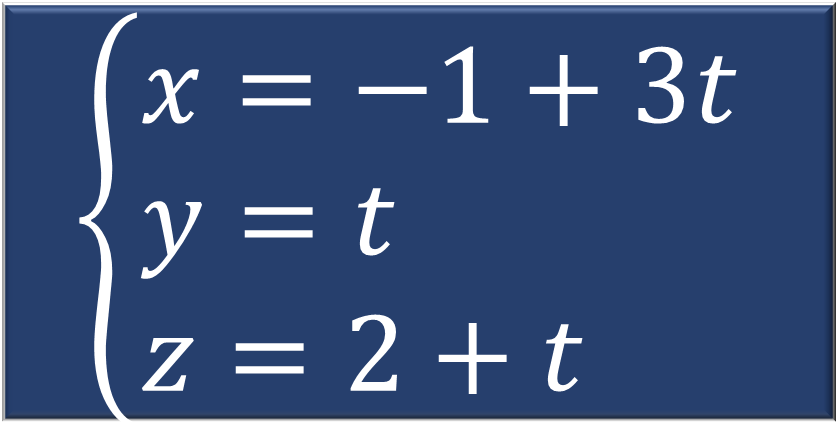 x = −1 + 3t
y = t
z = 2 + t